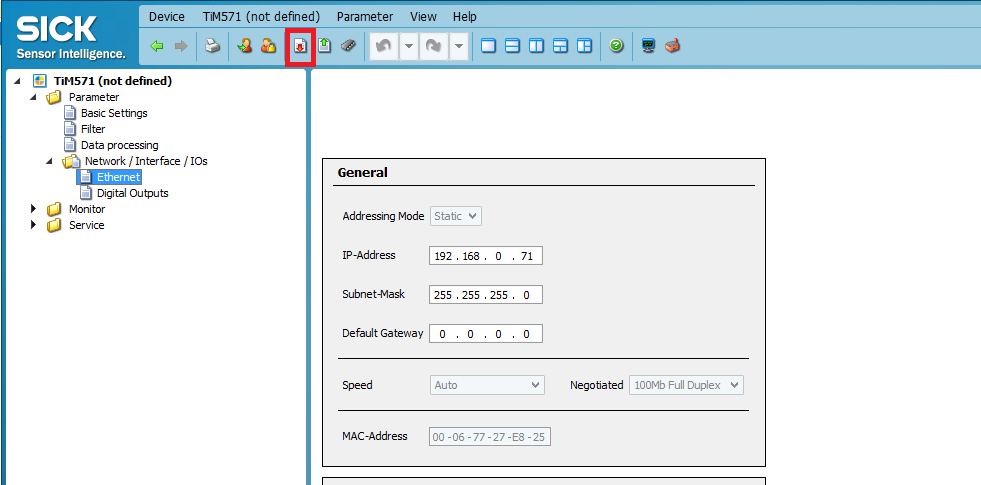 SICK
Sensor Intelligence.
Device TiM571 (not defined) Parameter View Help
TiM571 (not defined)
Parameter
Basic Settings
Filter
Data processing
Network / Interface / IOs
Ethernet
Digital Outputs
Monitor
Service
General
Addressing Mode Static
IP-Address 192 . 168 . 0 . 71
Subnet-Mask 255 . 255 . 255 . 0
Default Gateway 0 . 0 . 0 . 0
Speed Auto Negotiated 100Mb Full Duplex
MAC-Address 00 -06 -77 -27 -E8 -25